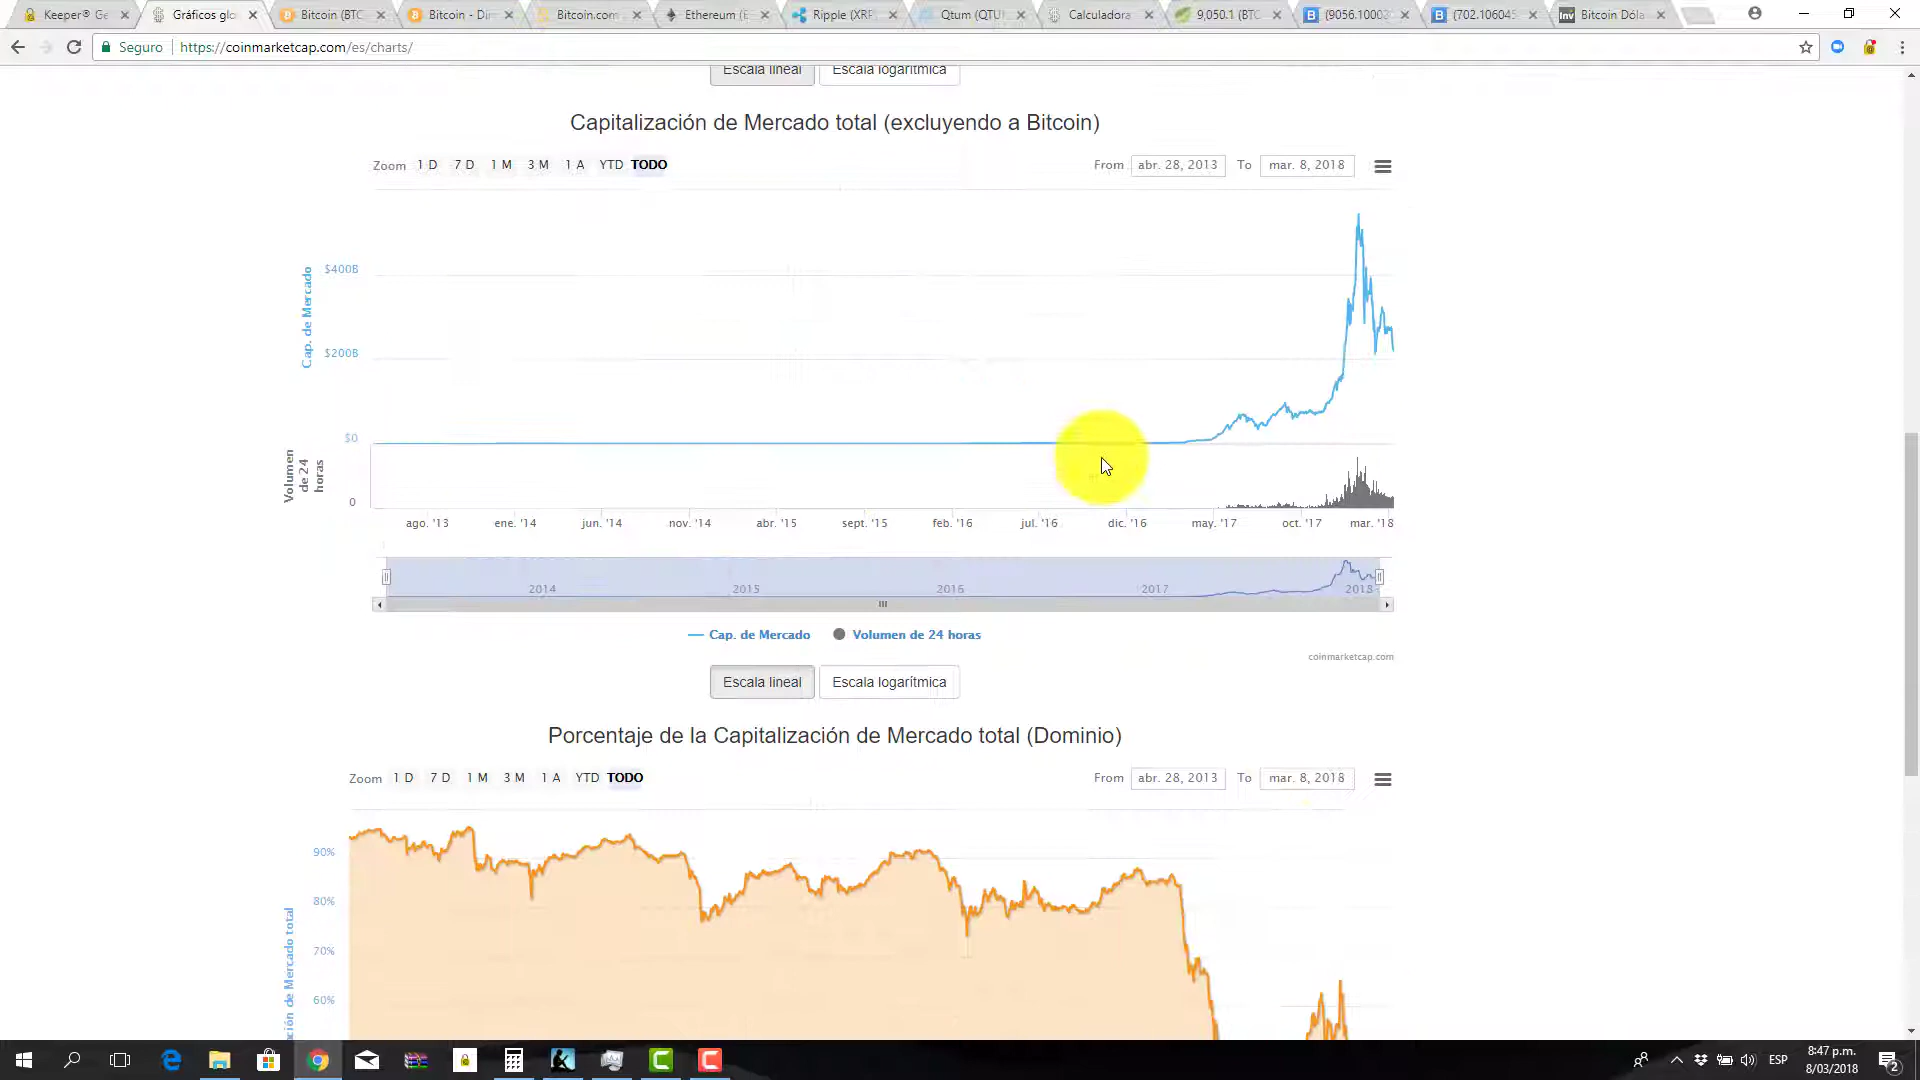 Keeper® Ge
Gráficos glo
Bitcoin (BTC
Bitcoin - Di
Bitcoin.com
Ethereum (E
Ripple (XRP
Qtum (QTU
Calculadora
9,050.1 (BTC
(9056.1000
(702.106045
Bitcoin Dóla
Seguro
https://coinmarketcap.com/es/charts/
Escala lineal
Escala logarítmica
Capitalización de Mercado total (excluyendo a Bitcoin)
Zoom 1 D 7 D 1 M 3 M 1 A YTD TODO
From abr. 28, 2013 To mar. 8, 2018
Cap. de Mercado
$400B
$200B
$0
Volumen
de 24
horas
0
ago. '13 ene. '14 jun. '14 nov. '14 abr. '15 sept. '15 feb. '16 jul. '16 dic. '16 may. '17 oct. '17 mar. '18
2014 2015 2016 2017 2018
Cap. de Mercado Volumen de 24 horas
coinmarketcap.com
Escala lineal
Escala logarítmica
Porcentaje de la Capitalización de Mercado total (Dominio)
Zoom 1 D 7 D 1 M 3 M 1 A YTD TODO
From abr. 28, 2013 To mar. 8, 2018
90%
80%
70%
60%
ción de Mercado total
ESP
8:47 p.m.
8/03/2018
2